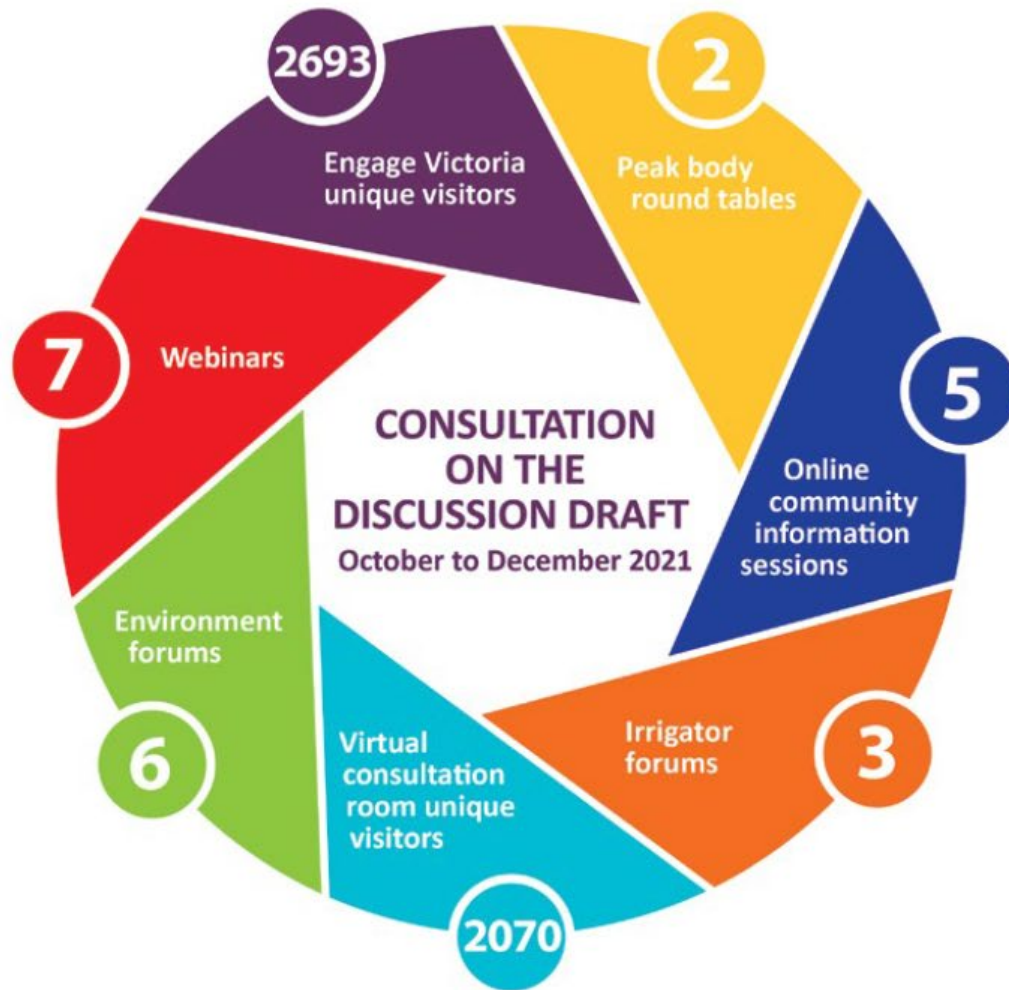 CONSULTATION
ON THE
DISCUSSION DRAFT
October to December 2021
2693
Engage Victoria
unique visitors
2
Peak body
round tables
5
Online
community
information
sessions
3
Irrigator
forums
2070
Virtual
consultation
room unique
visitors
6
Environment
forums
7
Webinars